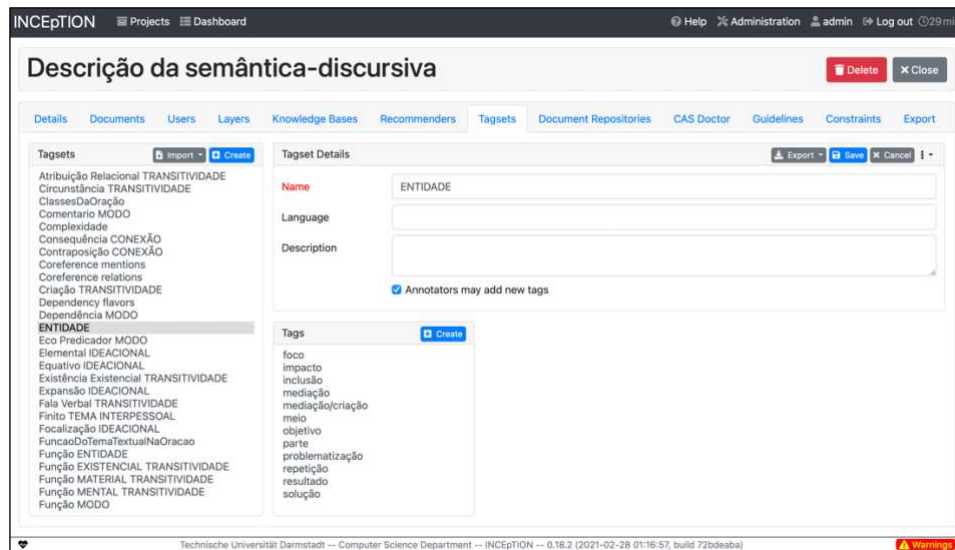 INCEpTION Projects Dashboard Help Administration admin Log out 29 mi
Descrição da semântica-discursiva Delete Close
Details Documents Users Layers Knowledge Bases Recommenders Tagsets Document Repositories CAS Doctor Guidelines Constraints Export
Tagsets Import Create
Atribuição Relacional TRANSITIVIDADE
Circunstância TRANSITIVIDADE
ClassesDaOração
Comentario MODO
Complexidade
Consequência CONEXÃO
Contraposição CONEXÃO
Coreference mentions
Coreference relations
Criação TRANSITIVIDADE
Dependency flavors
Dependência MODO
ENTIDADE
Eco Predicador MODO
Elemental IDEACIONAL
Equativo IDEACIONAL
Existência Existencial TRANSITIVIDADE
Expansão IDEACIONAL
Fala Verbal TRANSITIVIDADE
Finito TEMA INTERPESSOAL
Focalização IDEACIONAL
FuncaoDoTemaTextualNaOracao
Função ENTIDADE
Função EXISTENCIAL TRANSITIVIDADE
Função MATERIAL TRANSITIVIDADE
Função MENTAL TRANSITIVIDADE
Função MODO
Tagset Details Export Save Cancel
Name ENTIDADE
Language
Description
Annotators may add new tags
Tags Create
foco
impacto
inclusão
mediação
mediação/criação
meio
objetivo
parte
problematização
repetição
resultado
solução
Technische Universität Darmstadt -- Computer Science Department -- INCEpTION -- 0.18.2 (2021-02-28 01:16:57, build 72bdeaba) Warnings